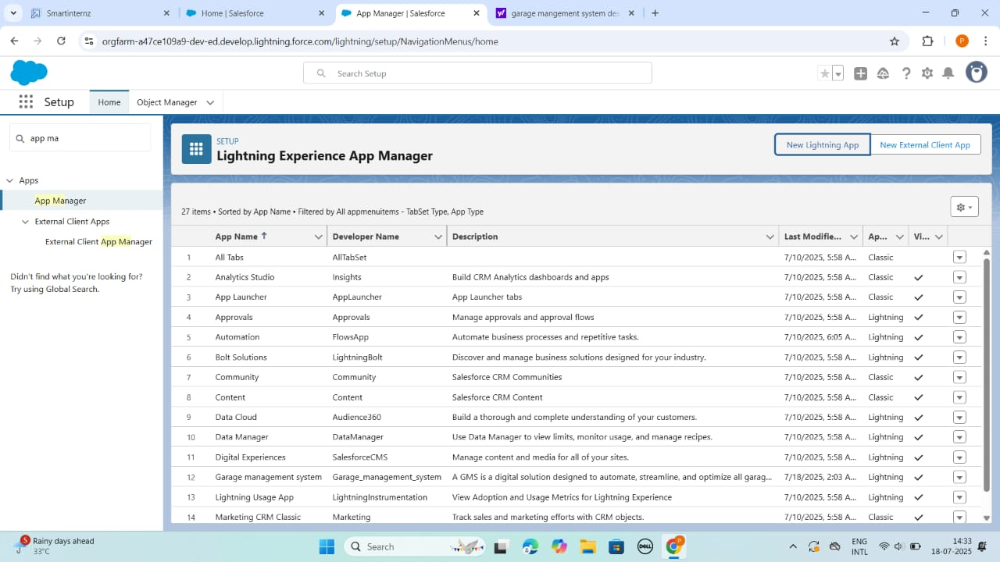 Smartinternz
Home | Salesforce
App Manager | Salesforce
garage mangement system des
orgfarm-a47ce109a9-dev-ed.develop.lightning.force.com/lightning/setup/NavigationMenus/home
P
Search Setup
Setup
Home
Object Manager
app ma
Apps
App Manager
External Client Apps
External Client App Manager
Didn't find what you're looking for?
Try using Global Search.
SETUP
Lightning Experience App Manager
New Lightning App
New External Client App
27 items • Sorted by App Name • Filtered by All appmenuitems - TabSet Type, App Type
App Name ↑ Developer Name Description Last Modifie... Ap... Vi...
1 All Tabs AllTabSet 7/10/2025, 5:58 A... Classic
2 Analytics Studio Insights Build CRM Analytics dashboards and apps 7/10/2025, 5:58 A... Classic ✓
3 App Launcher AppLauncher App Launcher tabs 7/10/2025, 5:58 A... Classic ✓
4 Approvals Approvals Manage approvals and approval flows 7/10/2025, 5:58 A... Lightning ✓
5 Automation FlowsApp Automate business processes and repetitive tasks. 7/10/2025, 6:05 A... Lightning ✓
6 Bolt Solutions LightningBolt Discover and manage business solutions designed for your industry. 7/10/2025, 5:58 A... Lightning ✓
7 Community Community Salesforce CRM Communities 7/10/2025, 5:58 A... Classic ✓
8 Content Content Salesforce CRM Content 7/10/2025, 5:58 A... Classic ✓
9 Data Cloud Audience360 Build a thorough and complete understanding of your customers. 7/10/2025, 5:58 A... Lightning ✓
10 Data Manager DataManager Use Data Manager to view limits, monitor usage, and manage recipes. 7/10/2025, 5:58 A... Lightning ✓
11 Digital Experiences SalesforceCMS Manage content and media for all of your sites. 7/10/2025, 5:58 A... Lightning ✓
12 Garage management system Garage_management_system A GMS is a digital solution designed to automate, streamline, and optimize all garag... 7/18/2025, 2:03 A... Lightning ✓
13 Lightning Usage App LightningInstrumentation View Adoption and Usage Metrics for Lightning Experience 7/10/2025, 5:58 A... Lightning ✓
14 Marketing CRM Classic Marketing Track sales and marketing efforts with CRM objects. 7/10/2025, 5:58 A... Classic ✓
5
Rainy days ahead
33°C
Search
DELL
P
ENG
INTL
14:33
18-07-2025